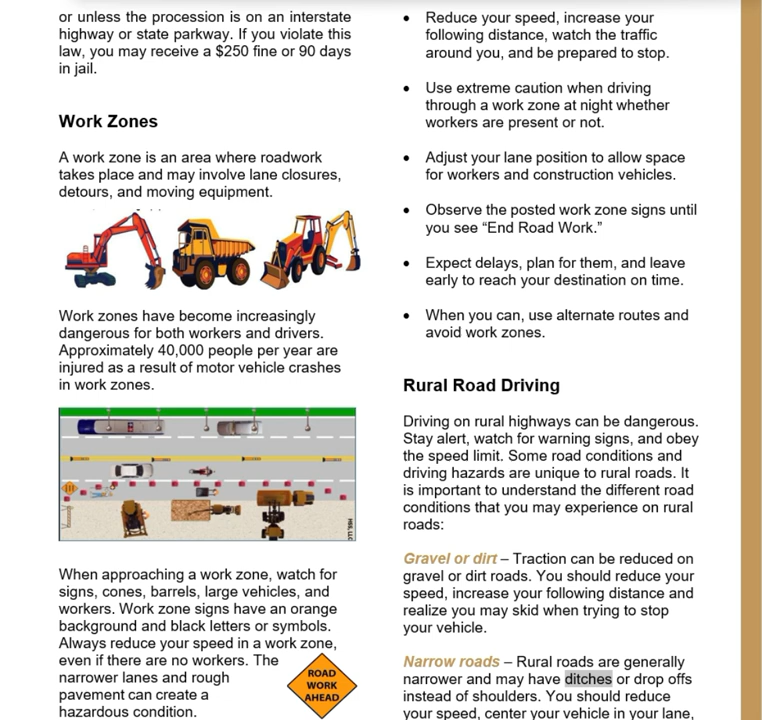 or unless the procession is on an interstate
highway or state parkway. If you violate this
law, you may receive a $250 fine or 90 days
in jail.
Work Zones
A work zone is an area where roadwork
takes place and may involve lane closures,
detours, and moving equipment.
Work zones have become increasingly
dangerous for both workers and drivers.
Approximately 40,000 people per year are
injured as a result of motor vehicle crashes
in work zones.
HSI, LLC
When approaching a work zone, watch for
signs, cones, barrels, large vehicles, and
workers. Work zone signs have an orange
background and black letters or symbols.
Always reduce your speed in a work zone,
even if there are no workers. The
narrower lanes and rough
pavement can create a
hazardous condition.
ROAD
WORK
AHEAD
• Reduce your speed, increase your
following distance, watch the traffic
around you, and be prepared to stop.
• Use extreme caution when driving
through a work zone at night whether
workers are present or not.
• Adjust your lane position to allow space
for workers and construction vehicles.
• Observe the posted work zone signs until
you see “End Road Work.”
• Expect delays, plan for them, and leave
early to reach your destination on time.
• When you can, use alternate routes and
avoid work zones.
Rural Road Driving
Driving on rural highways can be dangerous.
Stay alert, watch for warning signs, and obey
the speed limit. Some road conditions and
driving hazards are unique to rural roads. It
is important to understand the different road
conditions that you may experience on rural
roads:
Gravel or dirt – Traction can be reduced on
gravel or dirt roads. You should reduce your
speed, increase your following distance and
realize you may skid when trying to stop
your vehicle.
Narrow roads – Rural roads are generally
narrower and may have ditches or drop offs
instead of shoulders. You should reduce
your speed, center your vehicle in your lane,